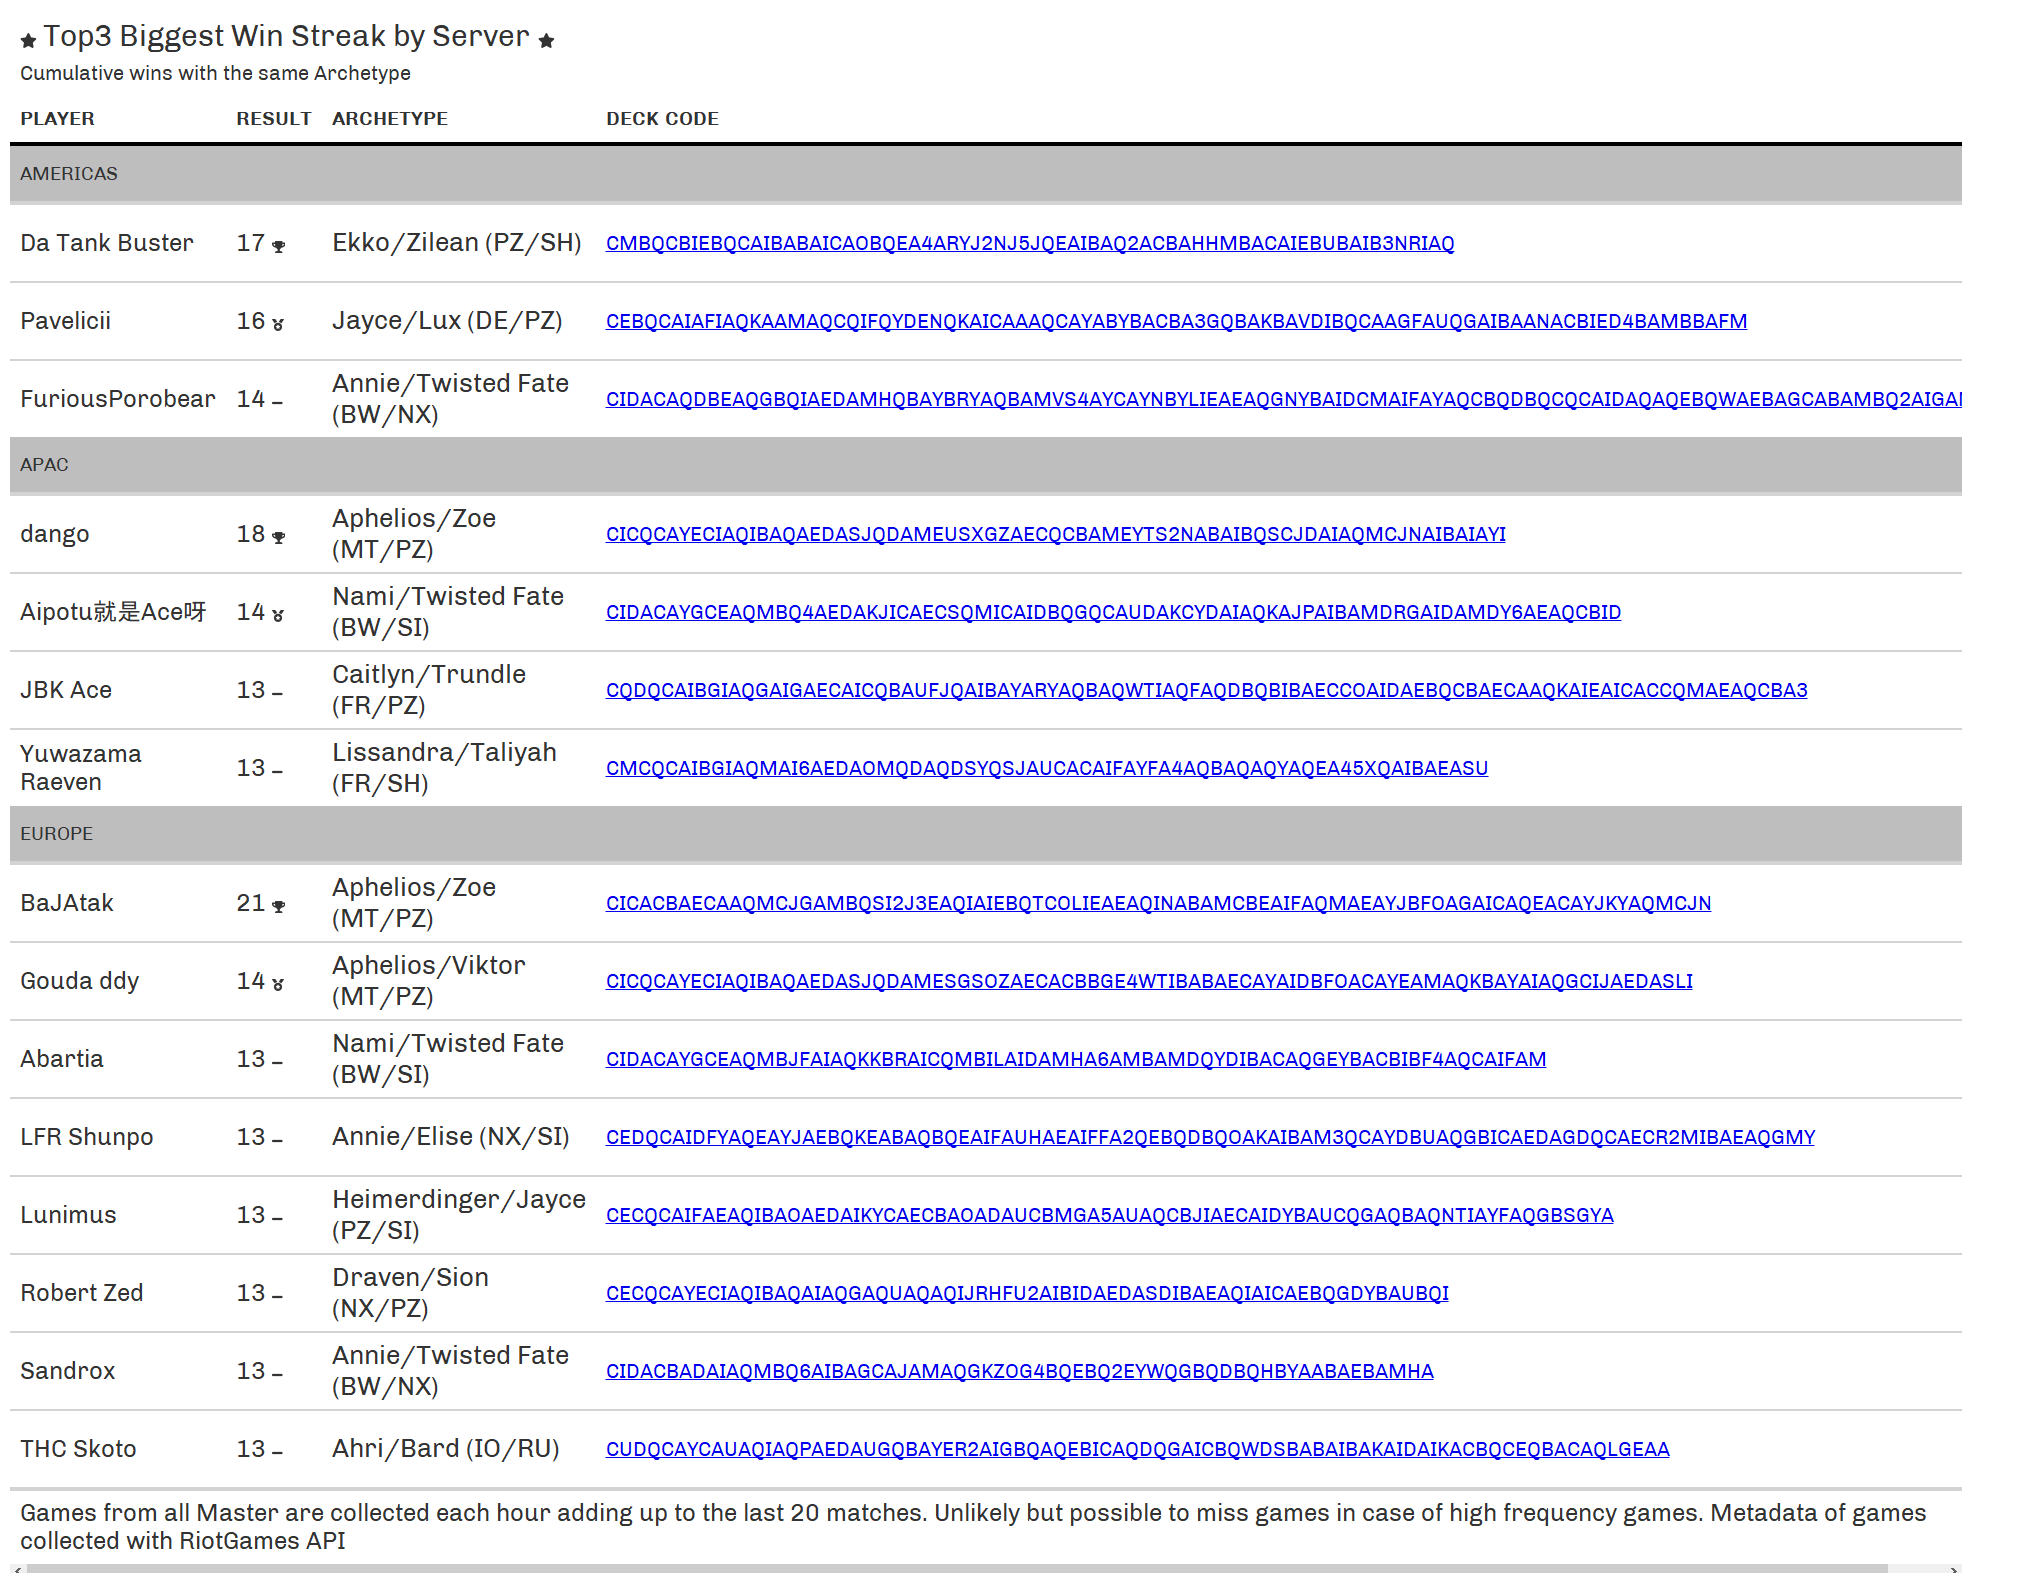 ★ Top3 Biggest Win Streak by Server ★
Cumulative wins with the same Archetype
PLAYER RESULT ARCHETYPE DECK CODE
AMERICAS
Da Tank Buster 17 Ekko/Zilean (PZ/SH) CMBQCBIEBQCAIBABAICAOBQEA4ARYJ2NJ5JQEAIBAQ2ACBAHHMBACAIEBUBAIB3NRIAQ
Pavelicii 16 Jayce/Lux (DE/PZ) CEBQCAIAFIAQKAAMAQCQIFQYDENQKAICAAAQCAYABYBACBA3GQBAKBAVDIBQCAAGFAUQGAIBAANACBIED4BAMBBAFM
FuriousPorobear 14 – Annie/Twisted Fate (BW/NX) CIDACAQDBEAQGBQIAEDAMHQBAYBRYAQBAMVS4AYCAYNBYLIEAEAQGNYBAIDCMAIFAYAQCBQDBQCQCAIDAQAQEBQWAEBAGCABAMBQ2AIGA
APAC
dango 18 Aphelios/Zoe (MT/PZ) CICQCAYECIAQIBAQAEDASJQDAMEUSXGZAECQCBAMEYTS2NABAIBQSCJDAIAQMCJNAIBAIAYI
Aipotu就是Ace呀 14 Nami/Twisted Fate (BW/SI) CIDACAYGCEAQMBQ4AEDAKJICAECSQMICAIDBQGQCAUDAKCYDAIAQKAJPAIBAMDRGAIDAMDY6AEAQCBID
JBK Ace 13 – Caitlyn/Trundle (FR/PZ) CQDQCAIBGIAQGAIGAECAICQBAUFJQAIBAYARYAQBAQWTIAQFAQDBQBIBAECCOAIDAEBQCBAECAAQKAIEAICACCQMAEAQCBA3
Yuwazama Raeven 13 – Lissandra/Taliyah (FR/SH) CMCQCAIBGIAQMAI6AEDAOMQDAQDSYQSJAUCACAIFAYFA4AQBAQAQYAQEA45XQAIBAEASU
EUROPE
BaJAtak 21 Aphelios/Zoe (MT/PZ) CICACBAECAAQMCJGAMBQSI2J3EAQIAIEBQTCOLIEAEAQINABAMCBEAIFAQMAEAYJBFOAGAICAQEACAYJKYAQMCJN
Gouda ddy 14 Aphelios/Viktor (MT/PZ) CICQCAYECIAQIBAQAEDASJQDAMESGSOZAECACBBGE4WTIBABAECAYAIDBFOACAYEAMAQKBAYAIAQGCIJAEDASLI
Abartia 13 – Nami/Twisted Fate (BW/SI) CIDACAYGCEAQMBJFAIAQKKBRAICQMBILAIDAMHA6AMBAMDQYDIBACAQGEYBACBIBF4AQCAIFAM
LFR Shunpo 13 – Annie/Elise (NX/SI) CEDQCAIDFYAQEAYJAEBQKEABAQBQEAIFAUHAEAIFFA2QEBQDBQOAKAIBAM3QCAYDBUAQGBICAEDAGDQCAECR2MIBAEAQGMY
Lunimus 13 – Heimerdinger/Jayce (PZ/SI) CECQCAIFAEAQIBAOAEDAIKYCAECBAOADAUCBMGA5AUAQCBJIAECAIDYBAUCQGAQBAQNTIAYFAQGBSGYA
Robert Zed 13 – Draven/Sion (NX/PZ) CECQCAYECIAQIBAQAIAQGAQUAQAQIJRHFU2AIBIDAEDASDIBAEAQIAICAEBQGDYBAUBQI
Sandrox 13 – Annie/Twisted Fate (BW/NX) CIDACBADAIAQMBQ6AIBAGCAJAMAQGKZOG4BQEBQ2EYWQGBQDBQHBYAABAEBAMHA
THC Skoto 13 – Ahri/Bard (IO/RU) CUDQCAYCAUAQIAQPAEDAUGQBAYER2AIGBQAQEBICAQDQGAICBQWDSBABAIBAKAIDAIKACBQCEQBACAQLGEAA
Games from all Master are collected each hour adding up to the last 20 matches. Unlikely but possible to miss games in case of high frequency games. Metadata of games
collected with RiotGames API